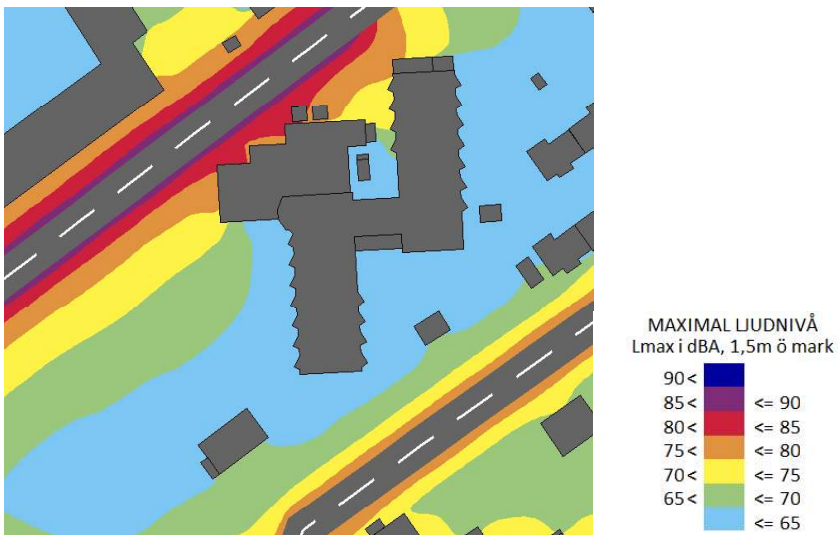 MAXIMAL LJUDNIVÅ
Lmax i dBA, 1,5m ö mark
90<
85< <= 90
80< <= 85
75< <= 80
70< <= 75
65< <= 70
<= 65